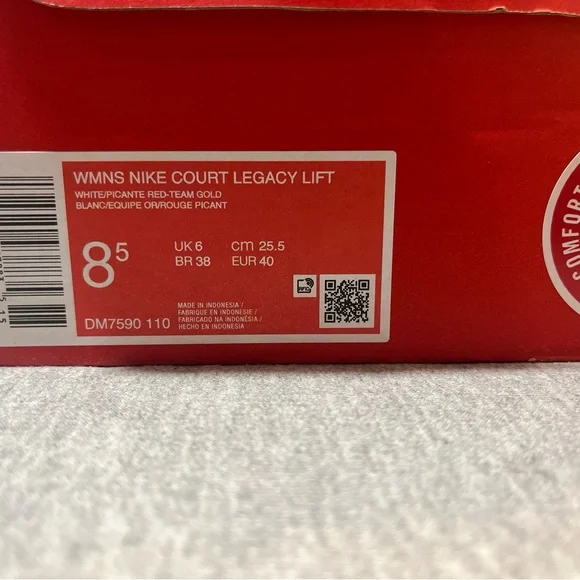 WMNS NIKE COURT LEGACY LIFT
WHITE/PICANTE RED-TEAM GOLD
BLANC/EQUIPE OR/ROUGE PICANT
8⁵
UK 6 cm 25.5
BR 38 EUR 40
DM7590 110
MADE IN INDONESIA /
FABRIQUE EN INDONESIE /
FABRICADO NA INDONÉSIA /
HECHO EN INDONESIA
COMFORT